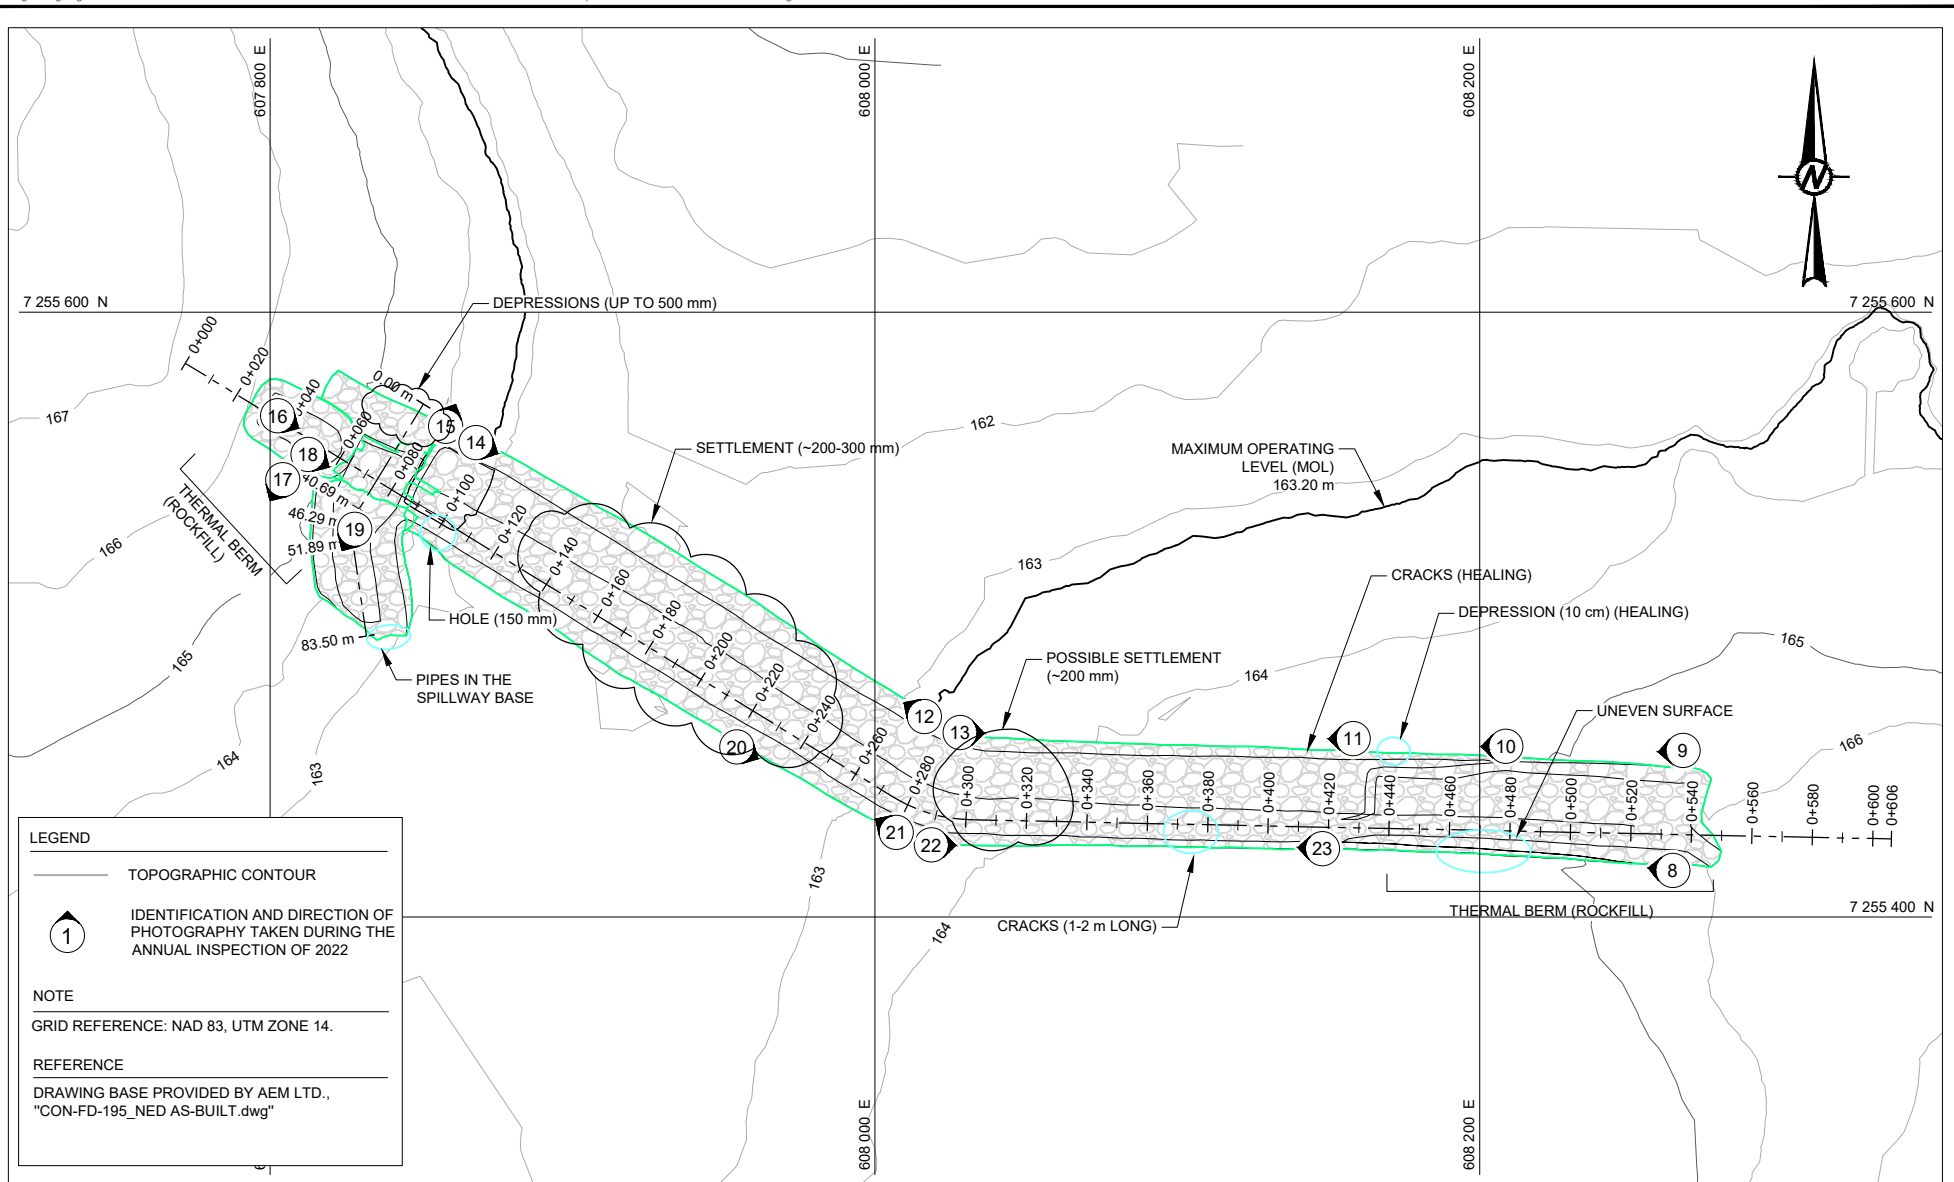 607 800 E
608 000 E
608 200 E
7 255 600 N
7 255 600 N
DEPRESSIONS (UP TO 500 mm)
0+000
0+020
0+040
0+060
0+080
0+100
0+120
0+140
0+160
0+180
0+200
0+220
0+240
0+260
0+280
0+300
0+320
0+340
0+360
0+380
0+400
0+420
0+440
0+460
0+480
0+500
0+520
0+540
0+560
0+580
0+600
0+606
0.00 m
40.69 m
46.29 m
51.89 m
83.50 m
167
166
165
164
163
162
163
164
165
166
163
164
16
18
17
19
15
14
12
13
11
10
9
20
21
22
23
8
SETTLEMENT (~200-300 mm)
MAXIMUM OPERATING
LEVEL (MOL)
163.20 m
THERMAL BERM
(ROCKFILL)
HOLE (150 mm)
PIPES IN THE
SPILLWAY BASE
CRACKS (HEALING)
DEPRESSION (10 cm) (HEALING)
POSSIBLE SETTLEMENT
(~200 mm)
UNEVEN SURFACE
THERMAL BERM (ROCKFILL)
CRACKS (1-2 m LONG)
7 255 400 N
608 000 E
608 200 E
LEGEND
TOPOGRAPHIC CONTOUR
1
IDENTIFICATION AND DIRECTION OF
PHOTOGRAPHY TAKEN DURING THE
ANNUAL INSPECTION OF 2022
NOTE
GRID REFERENCE: NAD 83, UTM ZONE 14.
REFERENCE
DRAWING BASE PROVIDED BY AEM LTD.,
"CON-FD-195_NED AS-BUILT.dwg"
N